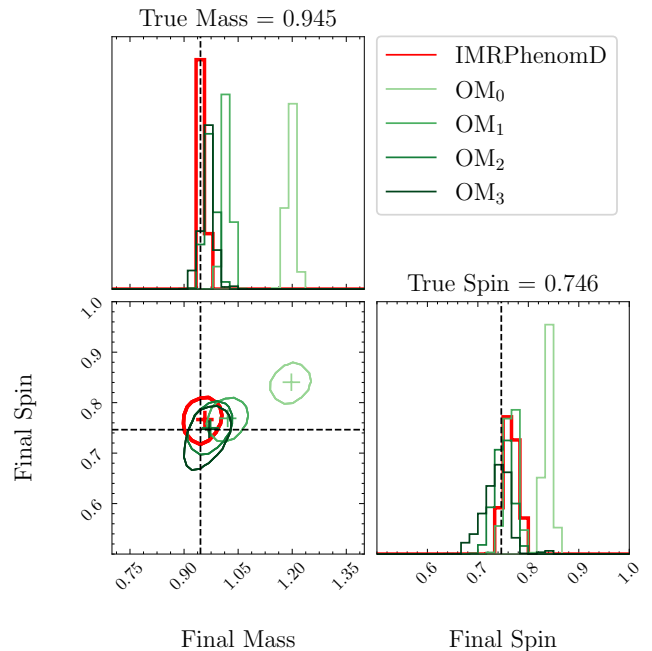 True Mass = 0.945
IMRPhenomD
OM₀
OM₁
OM₂
OM₃
True Spin = 0.746
1.0
0.9
0.8
0.7
0.6
Final Spin
0.75 0.90 1.05 1.20 1.35
0.6 0.7 0.8 0.9 1.0
Final Mass
Final Spin